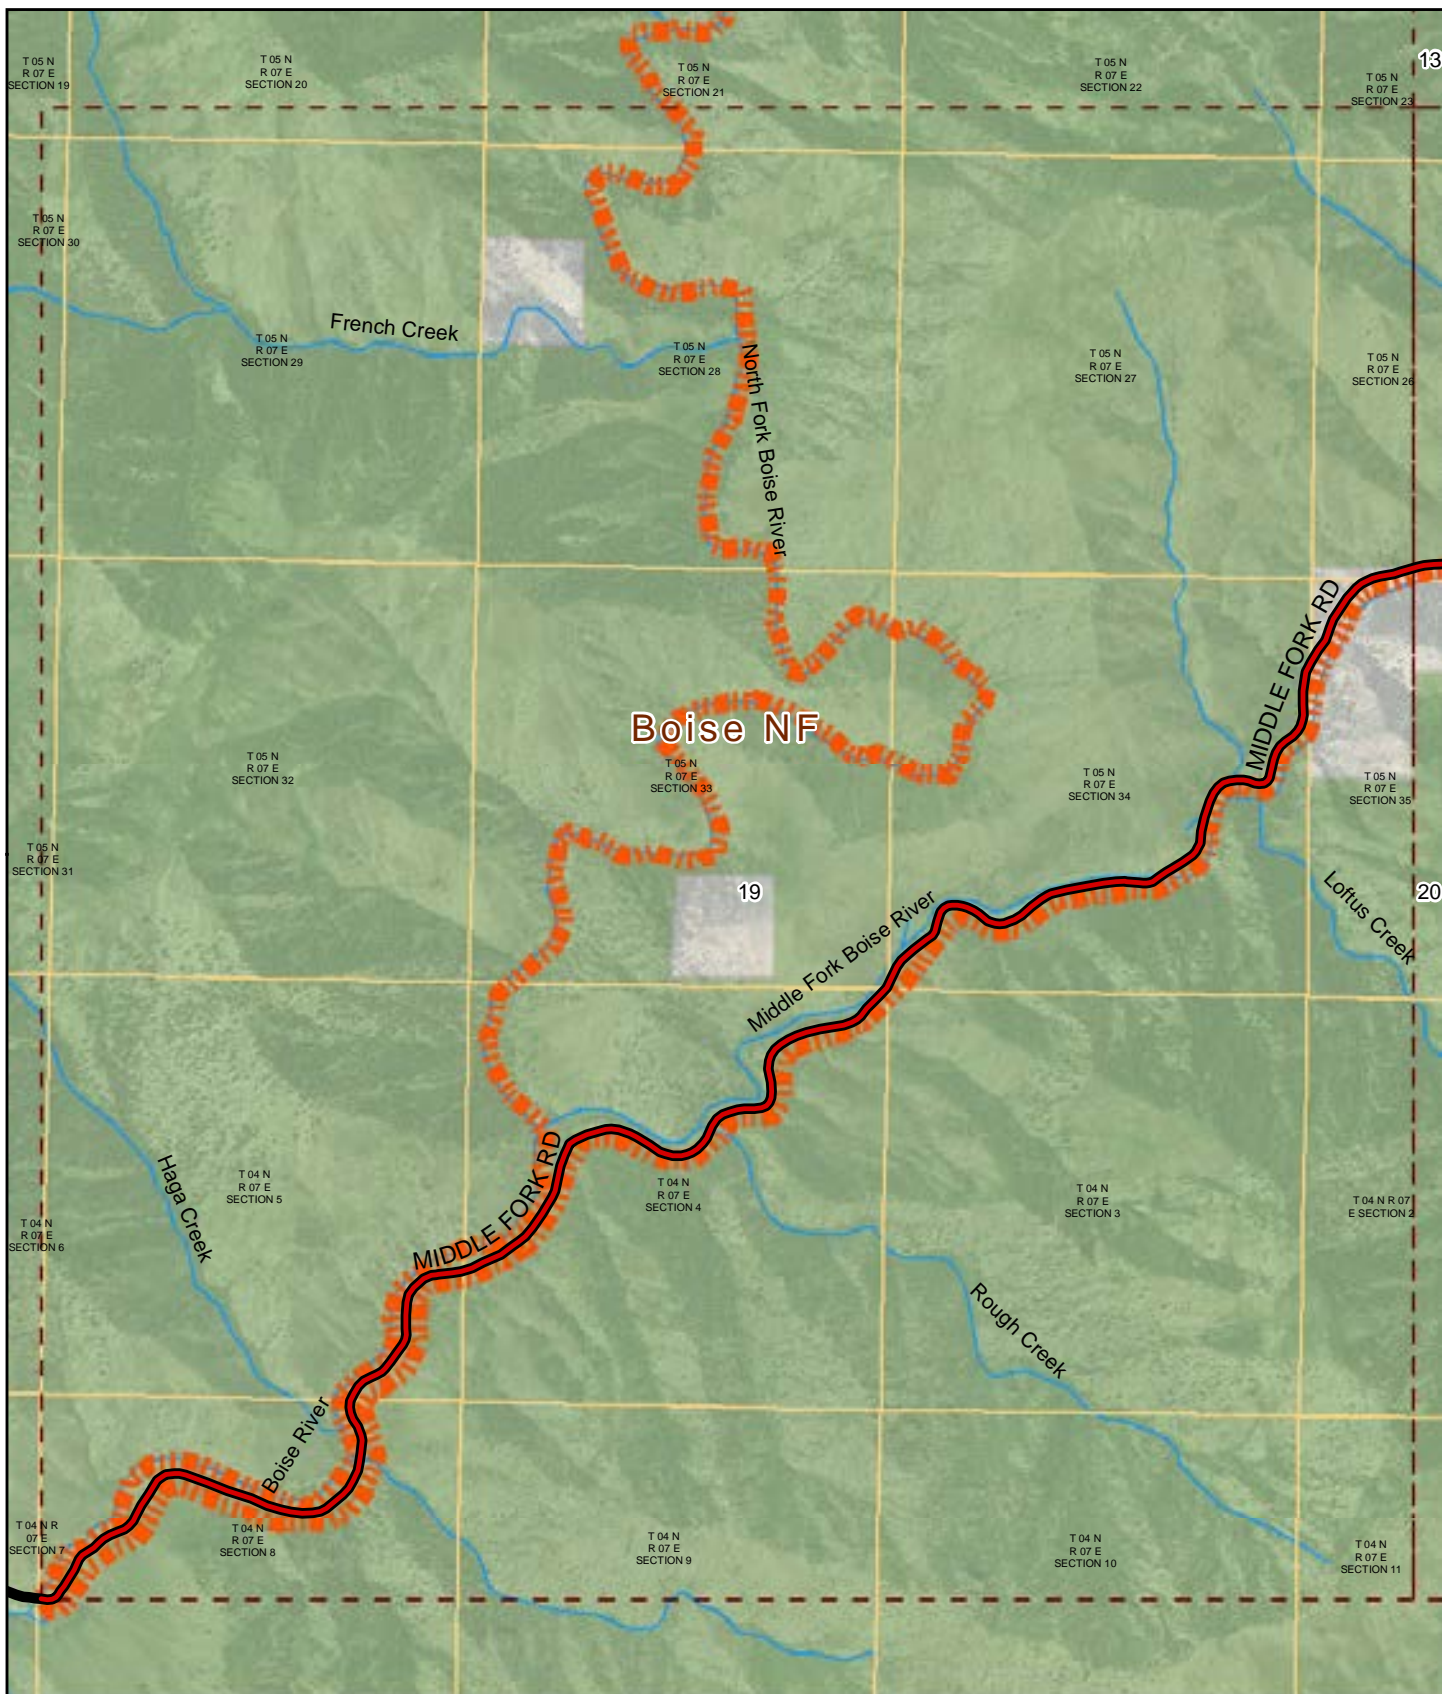 T 05 N
R 07 E
SECTION 19
T 05 N
R 07 E
SECTION 20
T 05 N
R 07 E
SECTION 21
T 05 N
R 07 E
SECTION 22
T 05 N
R 07 E
SECTION 23
13
T 05 N
R 07 E
SECTION 30
French Creek
T 05 N
R 07 E
SECTION 29
T 05 N
R 07 E
SECTION 28
North Fork Boise River
T 05 N
R 07 E
SECTION 27
T 05 N
R 07 E
SECTION 26
MIDDLE FORK RD
Boise NF
T 05 N
R 07 E
SECTION 32
T 05 N
R 07 E
SECTION 33
T 05 N
R 07 E
SECTION 34
T 05 N
R 07 E
SECTION 35
T 05 N
R 07 E
SECTION 31
19
20
Loftus Creek
Middle Fork Boise River
MIDDLE FORK RD
Haga Creek
T 04 N
R 07 E
SECTION 5
T 04 N
R 07 E
SECTION 4
T 04 N
R 07 E
SECTION 3
T 04 N R 07
E SECTION 2
T 04 N
R 07 E
SECTION 6
Rough Creek
Boise River
T 04 N R
07 E
SECTION 7
T 04 N
R 07 E
SECTION 8
T 04 N
R 07 E
SECTION 9
T 04 N
R 07 E
SECTION 10
T 04 N
R 07 E
SECTION 11